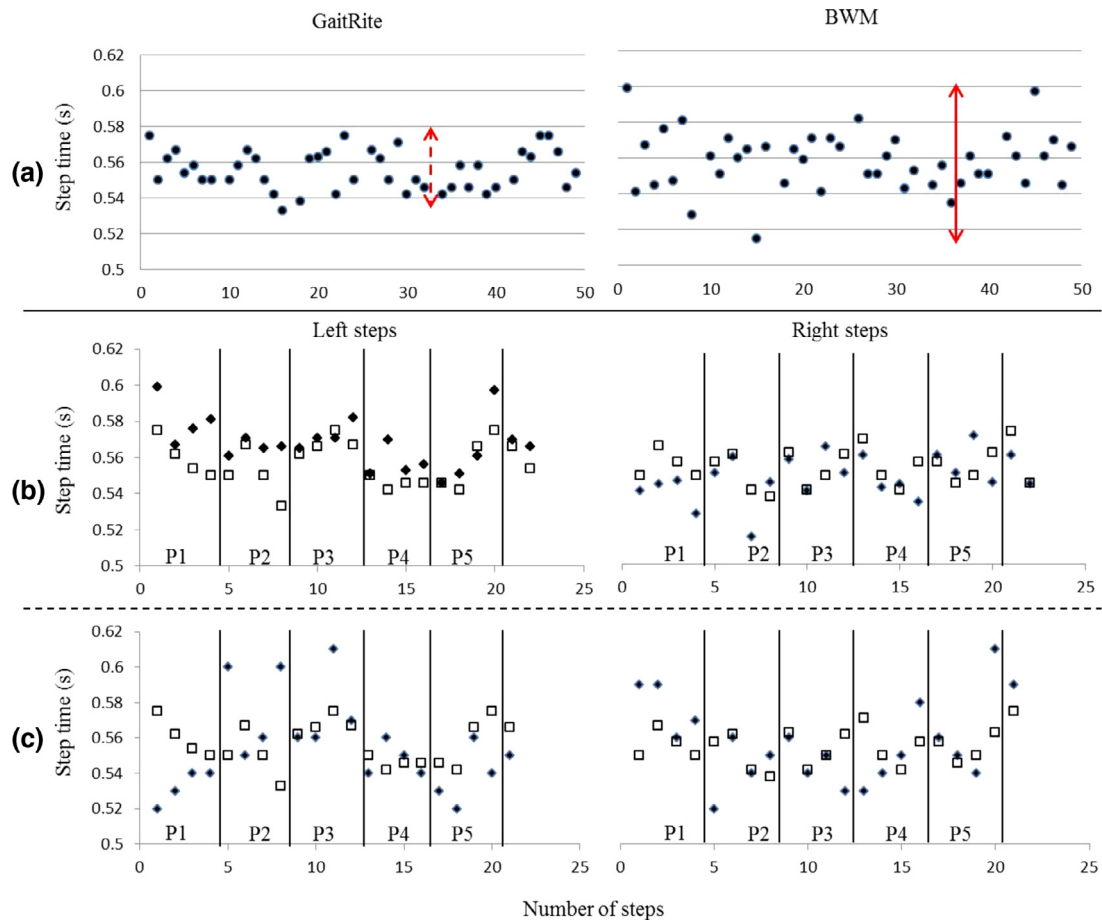 GaitRite
BWM
(a)
Step time (s)
0.62
0.6
0.58
0.56
0.54
0.52
0.5
0 10 20 30 40 50
0 10 20 30 40 50
Left steps
Right steps
(b)
Step time (s)
0.62
0.6
0.58
0.56
0.54
0.52
0.5
P1 P2 P3 P4 P5
P1 P2 P3 P4 P5
0 5 10 15 20 25
0 5 10 15 20 25
(c)
Step time (s)
0.62
0.6
0.58
0.56
0.54
0.52
0.5
P1 P2 P3 P4 P5
P1 P2 P3 P4 P5
0 5 10 15 20 25
0 5 10 15 20 25
Number of steps